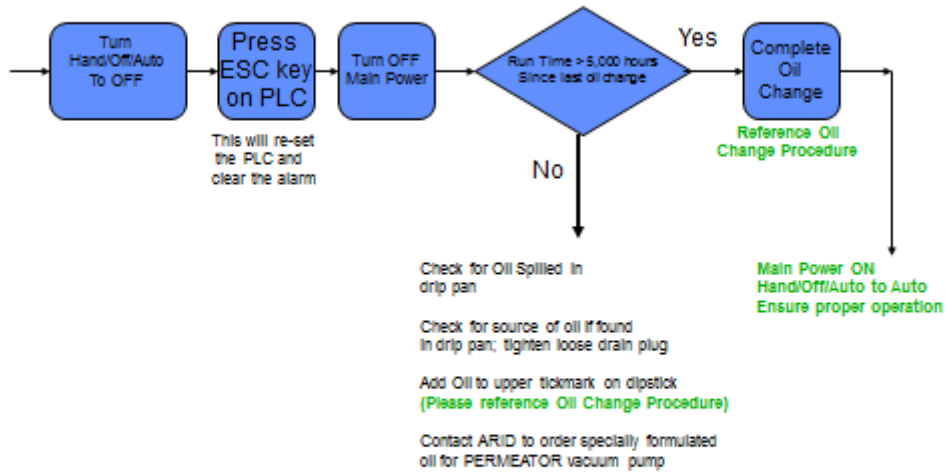 Turn
Hand/Off/Auto
To OFF
Press
ESC key
on PLC
This will re-set
the PLC and
clear the alarm
Turn OFF
Main Power
Run Time > 5,000 hours
Since last oil change
Yes
No
Complete
Oil
Change
Reference Oil
Change Procedure
Main Power ON
Hand/Off/Auto to Auto
Ensure proper operation
Check for Oil Spilled in
drip pan
Check for source of oil if found
in drip pan; tighten loose drain plug
Add Oil to upper tickmark on dipstick
(Please reference Oil Change Procedure)
Contact ARID to order specially formulated
oil for PERMEATOR vacuum pump